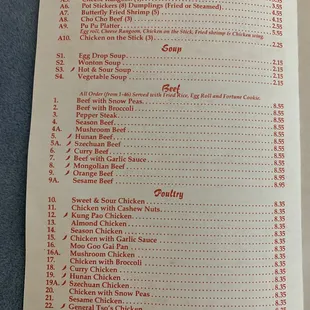 A6. Pot Stickers (8) Dumplings (Fried or Steamed) 3.55
A7. Butterfly Fried Shrimp (5)
A8. Cho Cho Beef (3)
A9. Pu Pu Platter
Egg roll, Cheese Rangoon, Chicken on the Stick, Fried shrimp & Chicken wing.
A10. Chicken on the Stick (3) 2.25
Soup
S1. Egg Drop Soup 2.15
S2. Wonton Soup 2.15
S3. Hot & Sour Soup 2.15
S4. Vegetable Soup 2.15
Beef
All Order (from 1-46) Served with Fried Rice, Egg Roll and Fortune Cookie
1. Beef with Snow Peas 8.55
2. Beef with Broccoli 8.55
3. Pepper Steak 8.55
4. Season Beef 8.55
4A. Mushroom Beef 8.55
5. Hunan Beef 8.55
5A. Szechuan Beef 8.55
6. Curry Beef 8.55
7. Beef with Garlic Sauce 8.55
8. Mongolian Beef 8.55
9. Orange Beef 8.95
9A. Sesame Beef 8.95
Poultry
10. Sweet & Sour Chicken 8.35
11. Chicken with Cashew Nuts 8.35
12. Kung Pao Chicken 8.35
13. Almond Chicken 8.35
14. Season Chicken 8.35
15. Chicken with Garlic Sauce 8.35
16. Moo Goo Gai Pan 8.35
16A. Mushroom Chicken 8.35
17. Chicken with Broccoli 8.35
18. Curry Chicken 8.35
19. Hunan Chicken 8.35
19A. Szechuan Chicken 8.35
20. Chicken with Snow Peas 8.35
21. Sesame Chicken 8.35
22. General Tso's Chicken 8.35